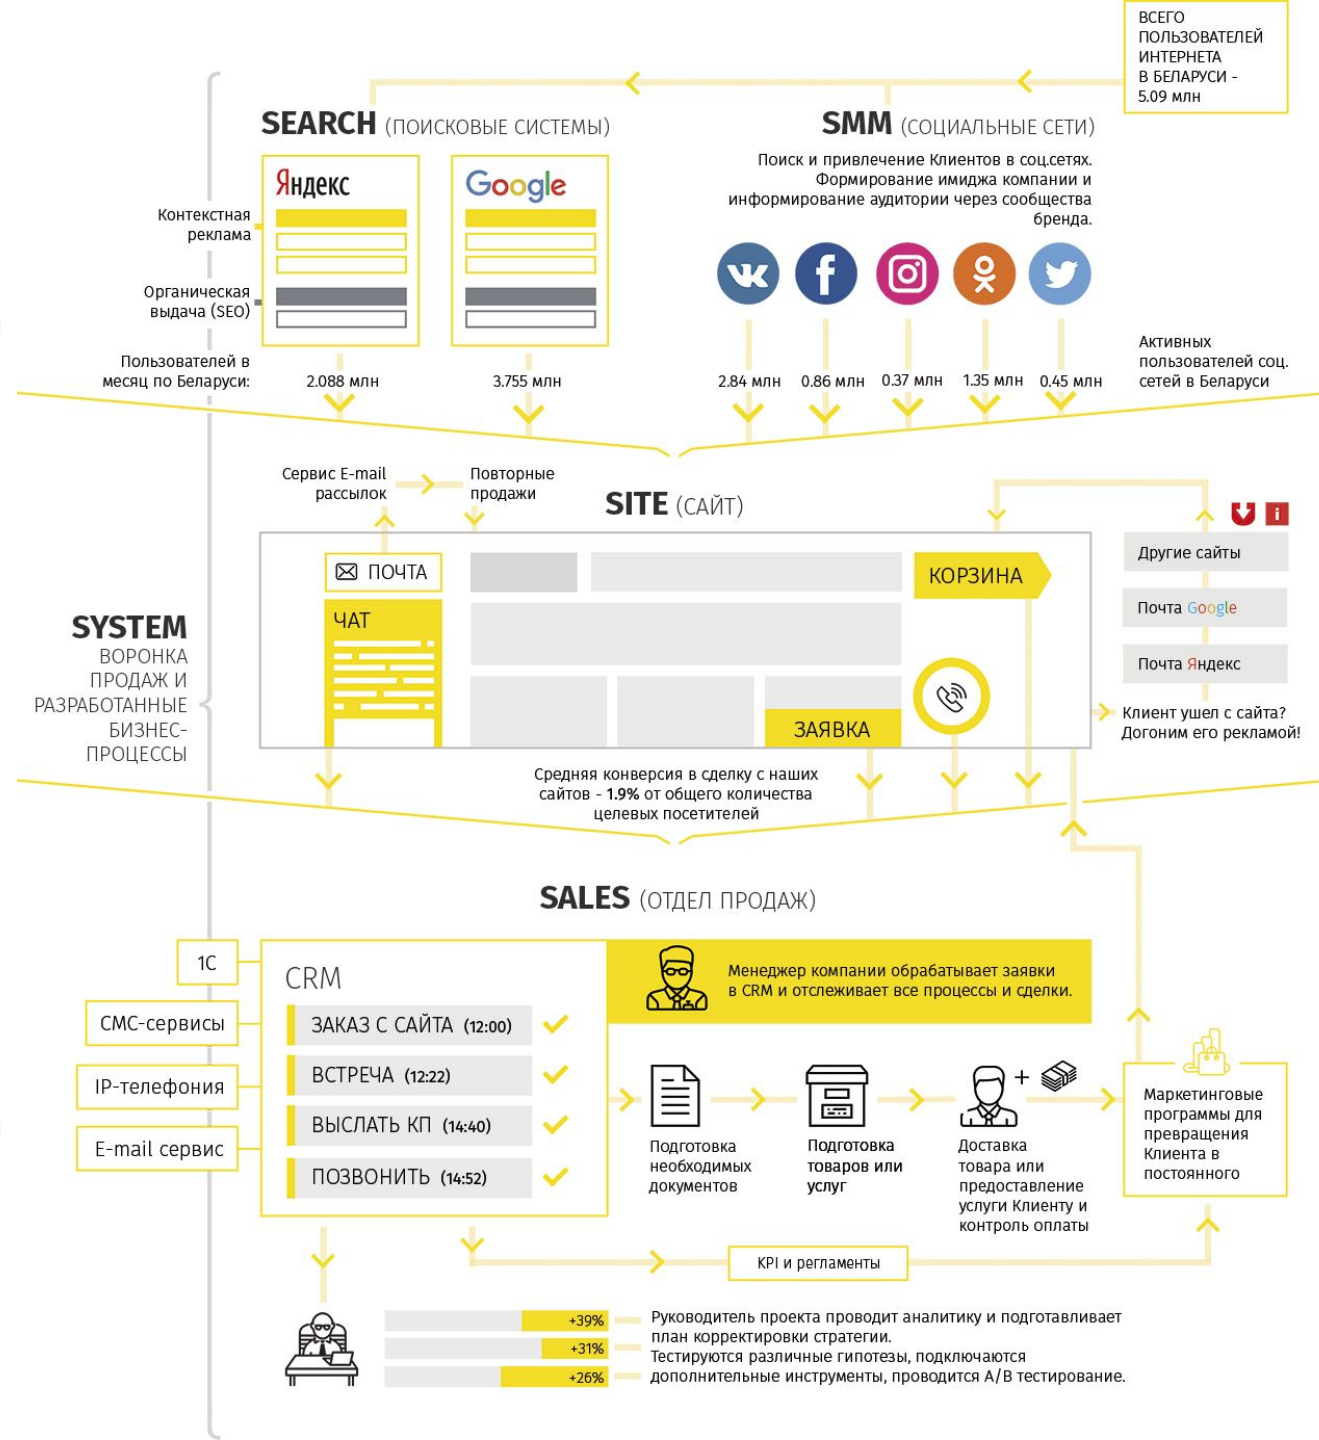 ВСЕГО
ПОЛЬЗОВАТЕЛЕЙ
ИНТЕРНЕТА
В БЕЛАРУСИ -
5.09 млн
SEARCH (ПОИСКОВЫЕ СИСТЕМЫ)
SMM (СОЦИАЛЬНЫЕ СЕТИ)
Поиск и привлечение Клиентов в соц.сетях.
Формирование имиджа компании и
информирование аудитории через сообщества
бренда.
Яндекс
Google
Контекстная
реклама
Органическая
выдача (SEO)
Пользователей в
месяц по Беларуси:
2.088 млн
3.755 млн
2.84 млн
0.86 млн
0.37 млн
1.35 млн
0.45 млн
Активных
пользователей соц.
сетей в Беларуси
Сервис E-mail
рассылок
Повторные
продажи
SITE (САЙТ)
ПОЧТА
ЧАТ
КОРЗИНА
ЗАЯВКА
Другие сайты
Почта Google
Почта Яндекс
Клиент ушел с сайта?
Догоним его рекламой!
SYSTEM
ВОРОНКА
ПРОДАЖ И
РАЗРАБОТАННЫЕ
БИЗНЕС-
ПРОЦЕССЫ
Средняя конверсия в сделку с наших
сайтов - 1.9% от общего количества
целевых посетителей
SALES (ОТДЕЛ ПРОДАЖ)
1С
СМС-сервисы
IP-телефония
E-mail сервис
CRM
ЗАКАЗ С САЙТА (12:00)
ВСТРЕЧА (12:22)
ВЫСЛАТЬ КП (14:40)
ПОЗВОНИТЬ (14:52)
Менеджер компании обрабатывает заявки
в CRM и отслеживает все процессы и сделки.
Подготовка
необходимых
документов
Подготовка
товаров или
услуг
+
Доставка
товара или
предоставление
услуги Клиенту и
контроль оплаты
Маркетинговые
программы для
превращения
Клиента в
постоянного
KPI и регламенты
+39%
+31%
+26%
Руководитель проекта проводит аналитику и подготавливает
план корректировки стратегии.
Тестируются различные гипотезы, подключаются
дополнительные инструменты, проводится A/B тестирование.